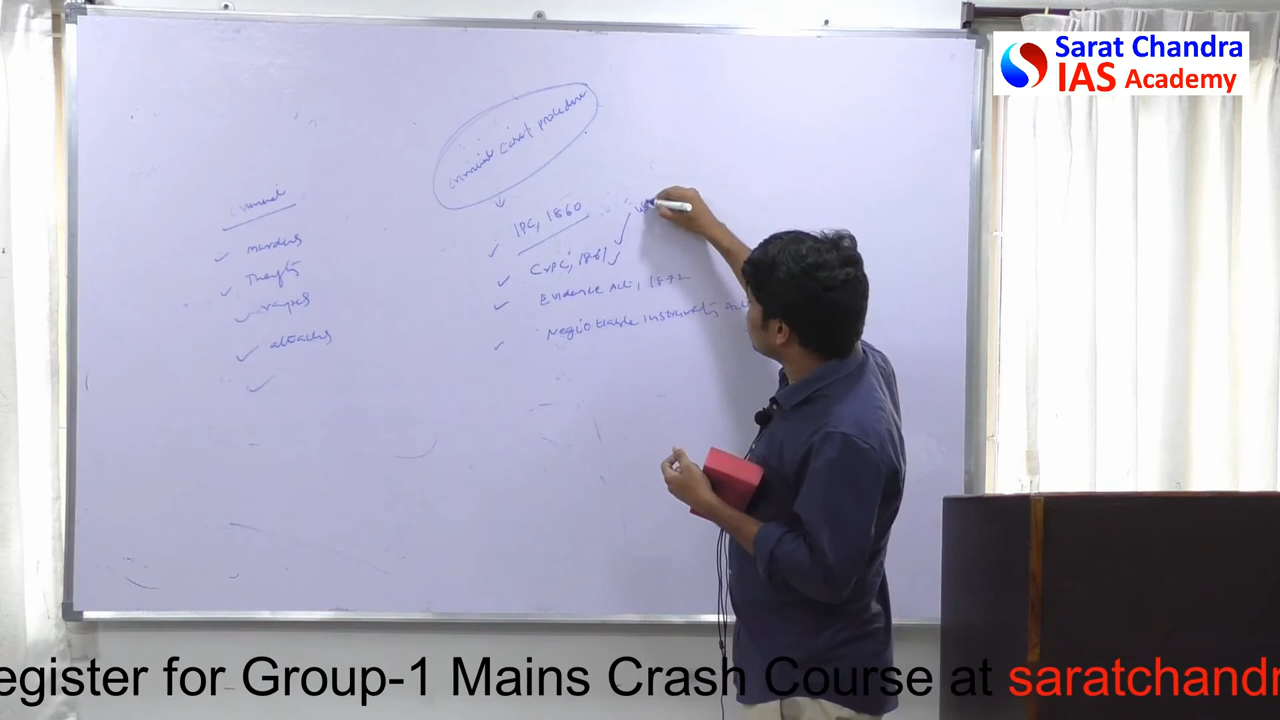 Sarat Chandra
IAS Academy
criminal court procedure
criminal
murders
Thefts
rapes
attacks
IPC, 1860
CrPC, 1861
Evidence Act, 1872
Negotiable Instruments Act
egister for Group-1 Mains Crash Course at saratchandr